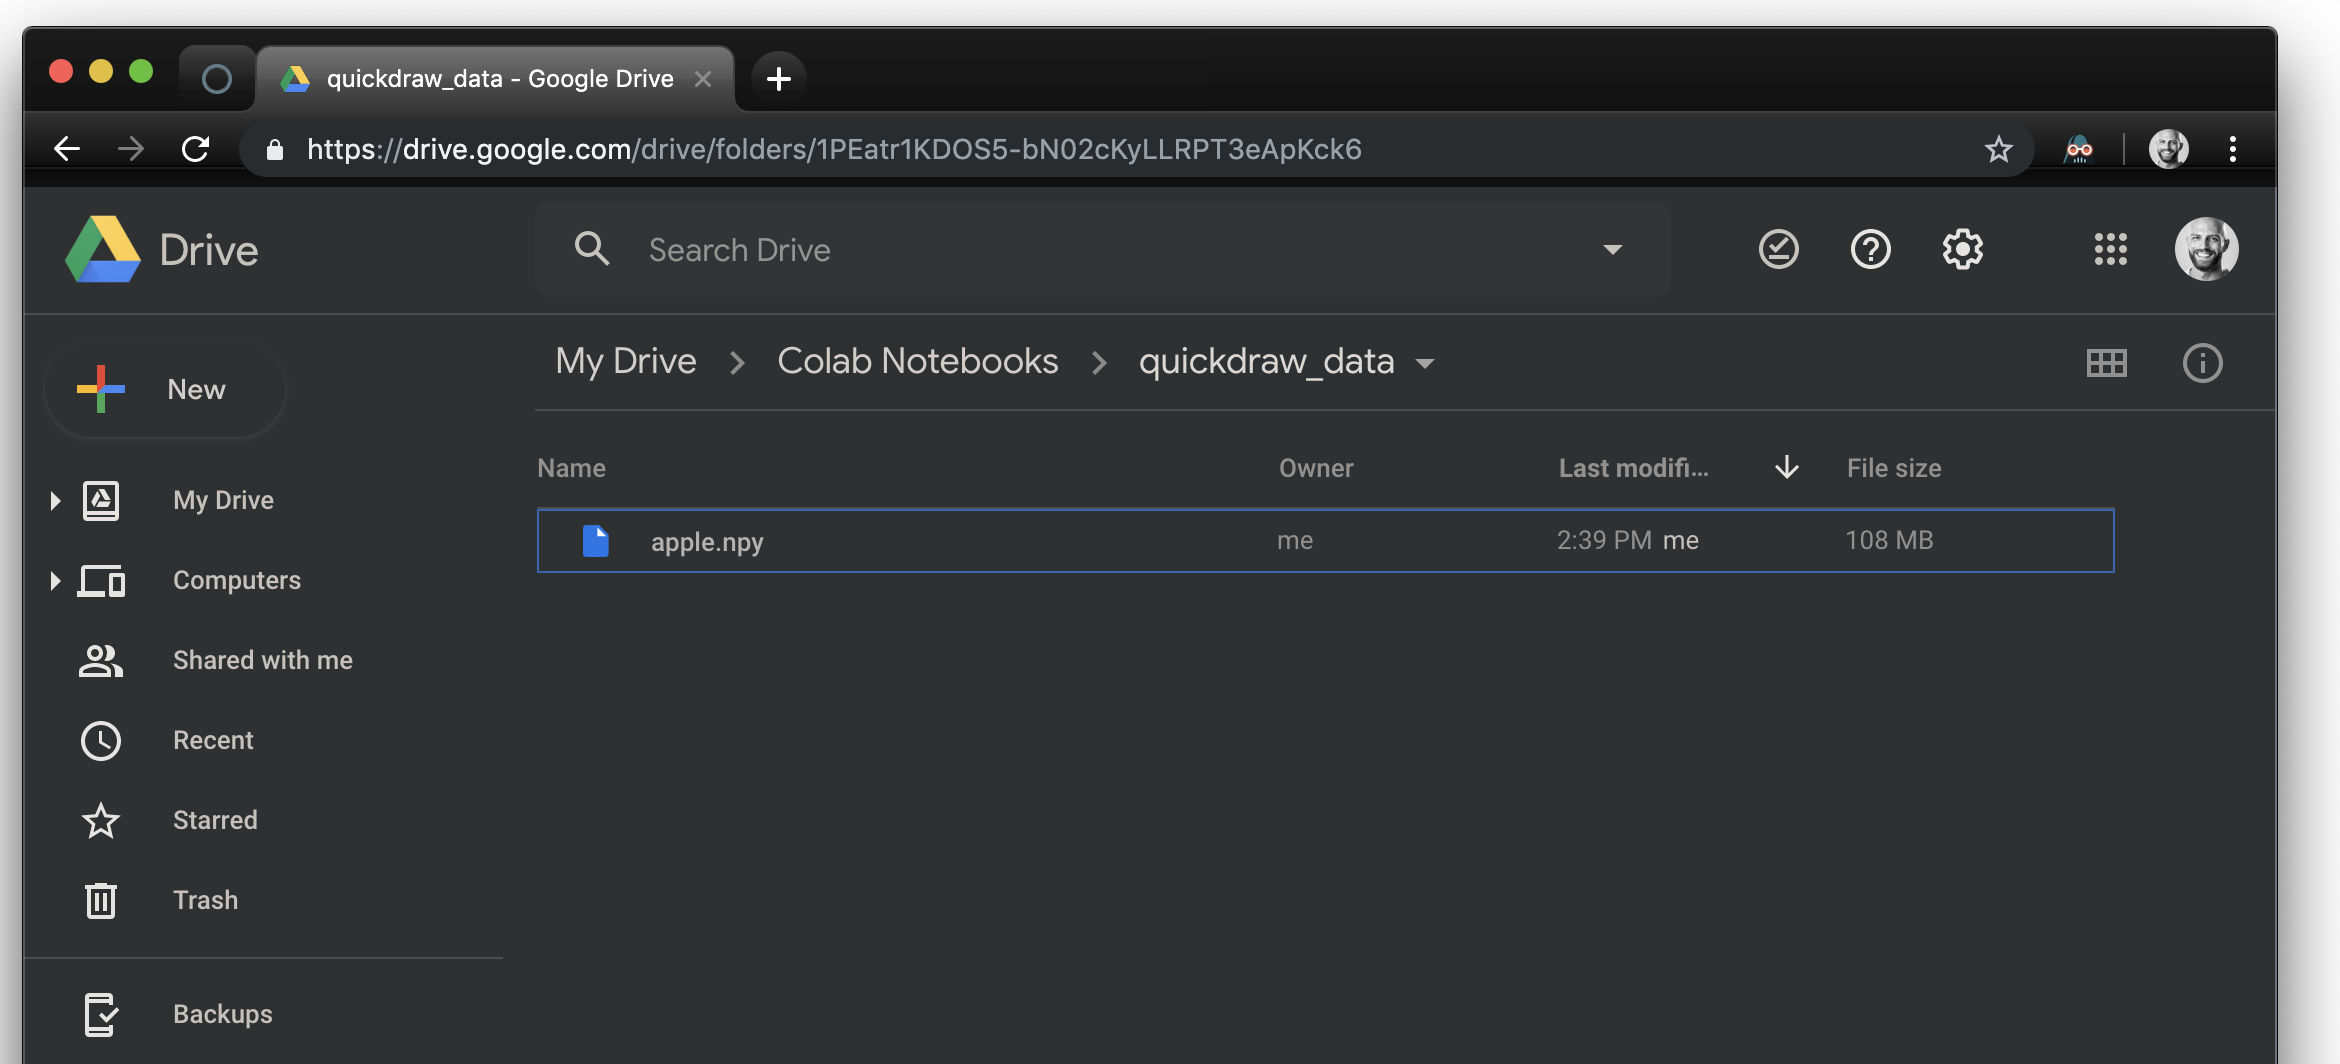 quickdraw_data - Google Drive
https://drive.google.com/drive/folders/1PEatr1KDOS5-bN02cKyLLRPT3eApKck6
Drive
Search Drive
My Drive > Colab Notebooks > quickdraw_data
New
Name Owner Last modifi... File size
apple.npy me 2:39 PM me 108 MB
My Drive
Computers
Shared with me
Recent
Starred
Trash
Backups